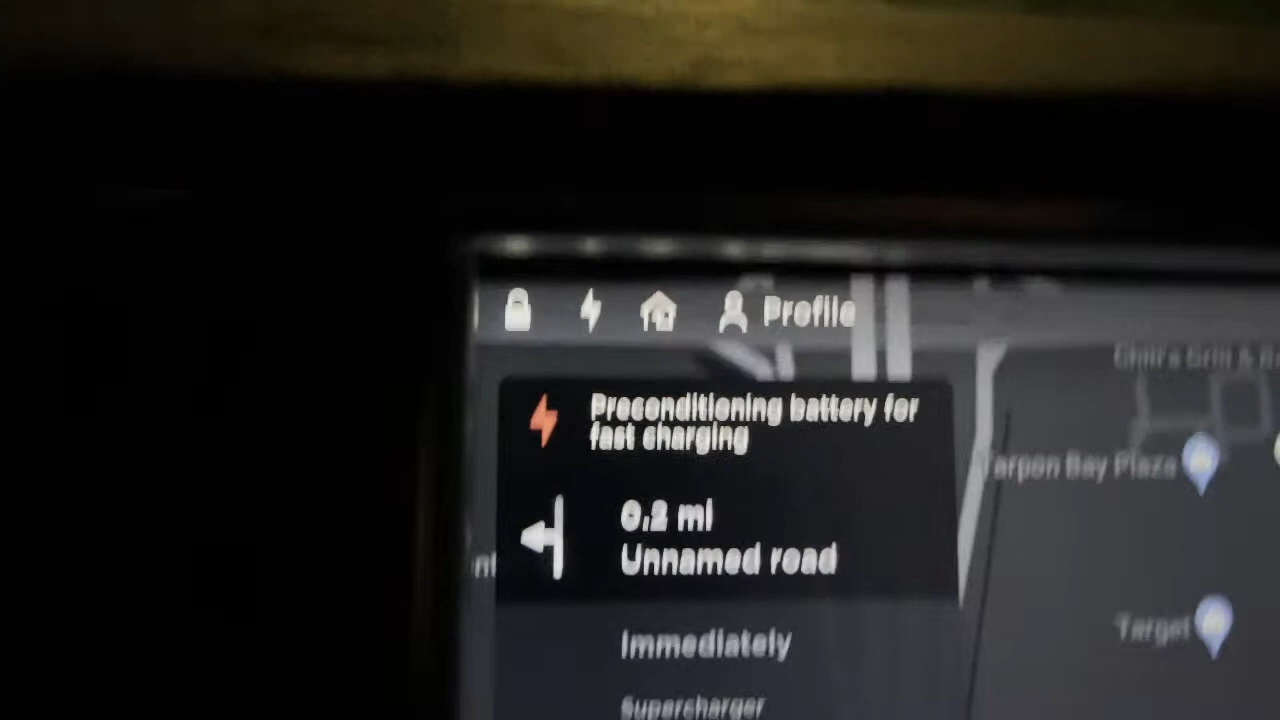 Profile
Preconditioning battery for
fast charging
0.2 mi
Unnamed road
Immediately
Supercharger
Tarpon Bay Plaza
Target